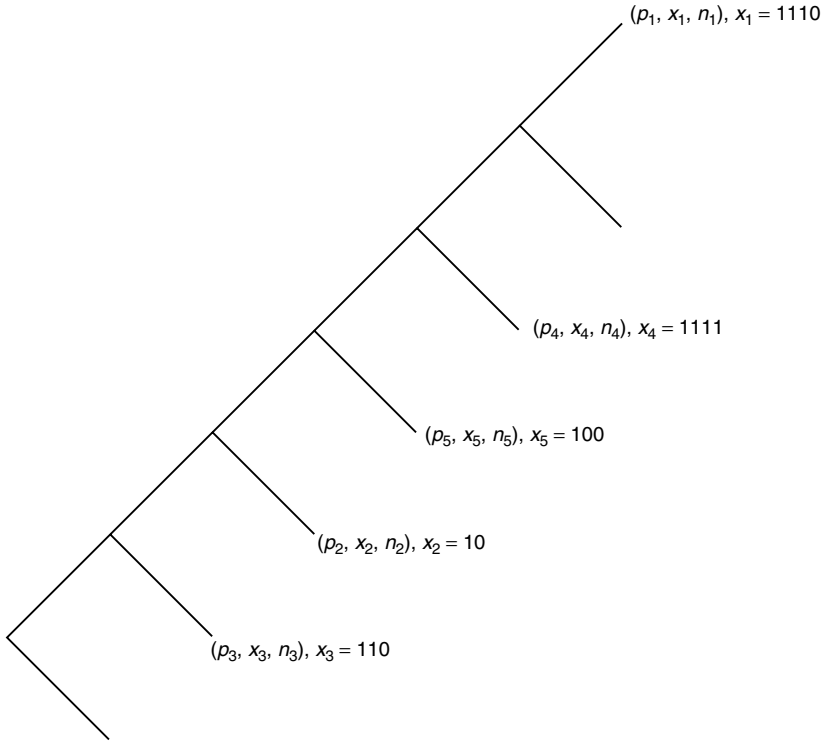 (p₁, x₁, n₁), x₁ = 1110
(p₄, x₄, n₄), x₄ = 1111
(p₅, x₅, n₅), x₅ = 100
(p₂, x₂, n₂), x₂ = 10
(p₃, x₃, n₃), x₃ = 110